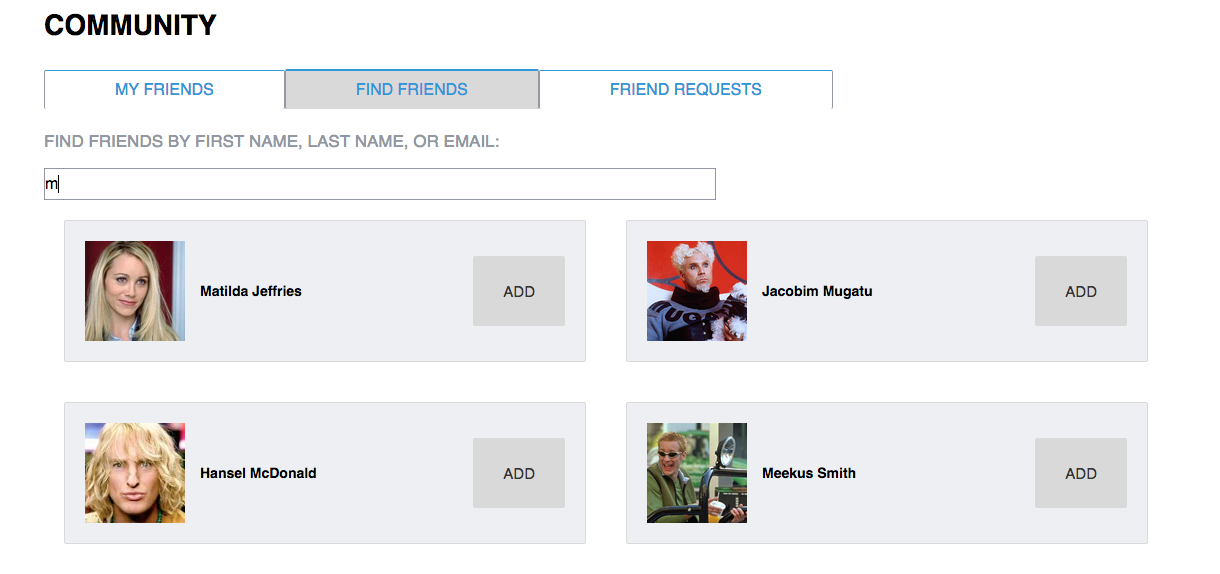 COMMUNITY
MY FRIENDS FIND FRIENDS FRIEND REQUESTS
FIND FRIENDS BY FIRST NAME, LAST NAME, OR EMAIL:
m
Matilda Jeffries ADD
Jacobim Mugatu ADD
MUGA
Hansel McDonald ADD
Meekus Smith ADD